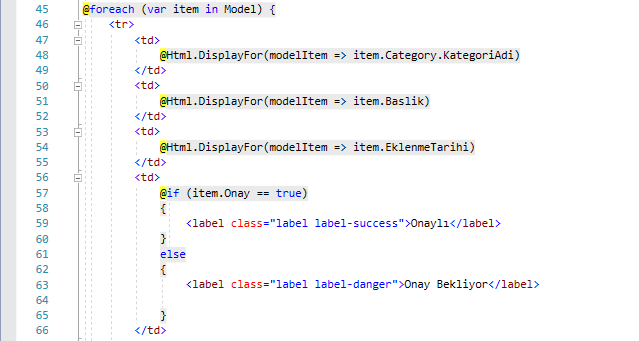 45 @foreach (var item in Model) {
46 <tr>
47 <td>
48 @Html.DisplayFor(modelItem => item.Category.KategoriAdi)
49 </td>
50 <td>
51 @Html.DisplayFor(modelItem => item.Baslik)
52 </td>
53 <td>
54 @Html.DisplayFor(modelItem => item.EklenmeTarihi)
55 </td>
56 <td>
57 @if (item.Onay == true)
58 {
59 <label class="label label-success">Onaylı</label>
60 }
61 else
62 {
63 <label class="label label-danger">Onay Bekliyor</label>
64
65 }
66 </td>